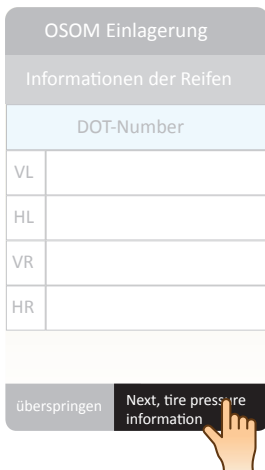 OSOM Einlagerung
Informationen der Reifen
DOT-Number
VL
HL
VR
HR
überspringen
Next, tire pressure
information